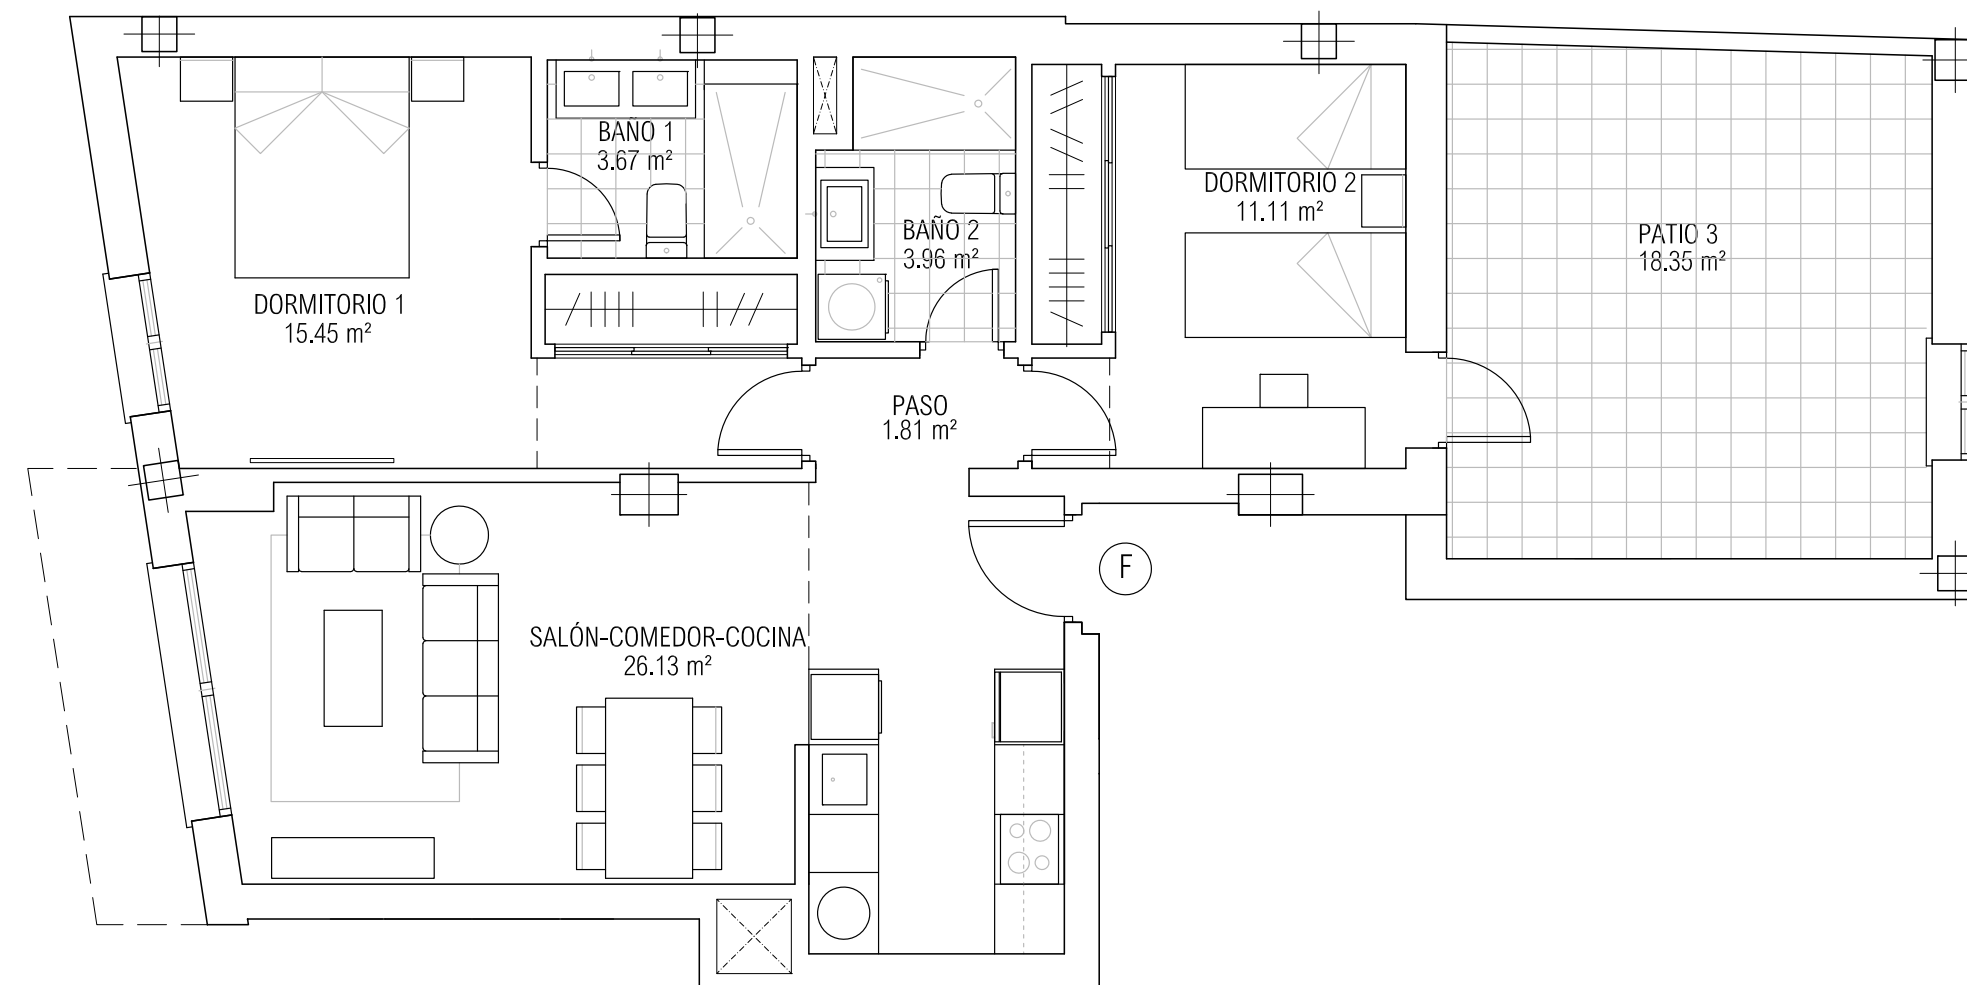 BAÑO 1
3.67 m²
DORMITORIO 2
11.11 m²
BAÑO 2
3.96 m²
PATIO 3
18.35 m²
DORMITORIO 1
15.45 m²
PASO
1.81 m²
F
SALÓN-COMEDOR-COCINA
26.13 m²